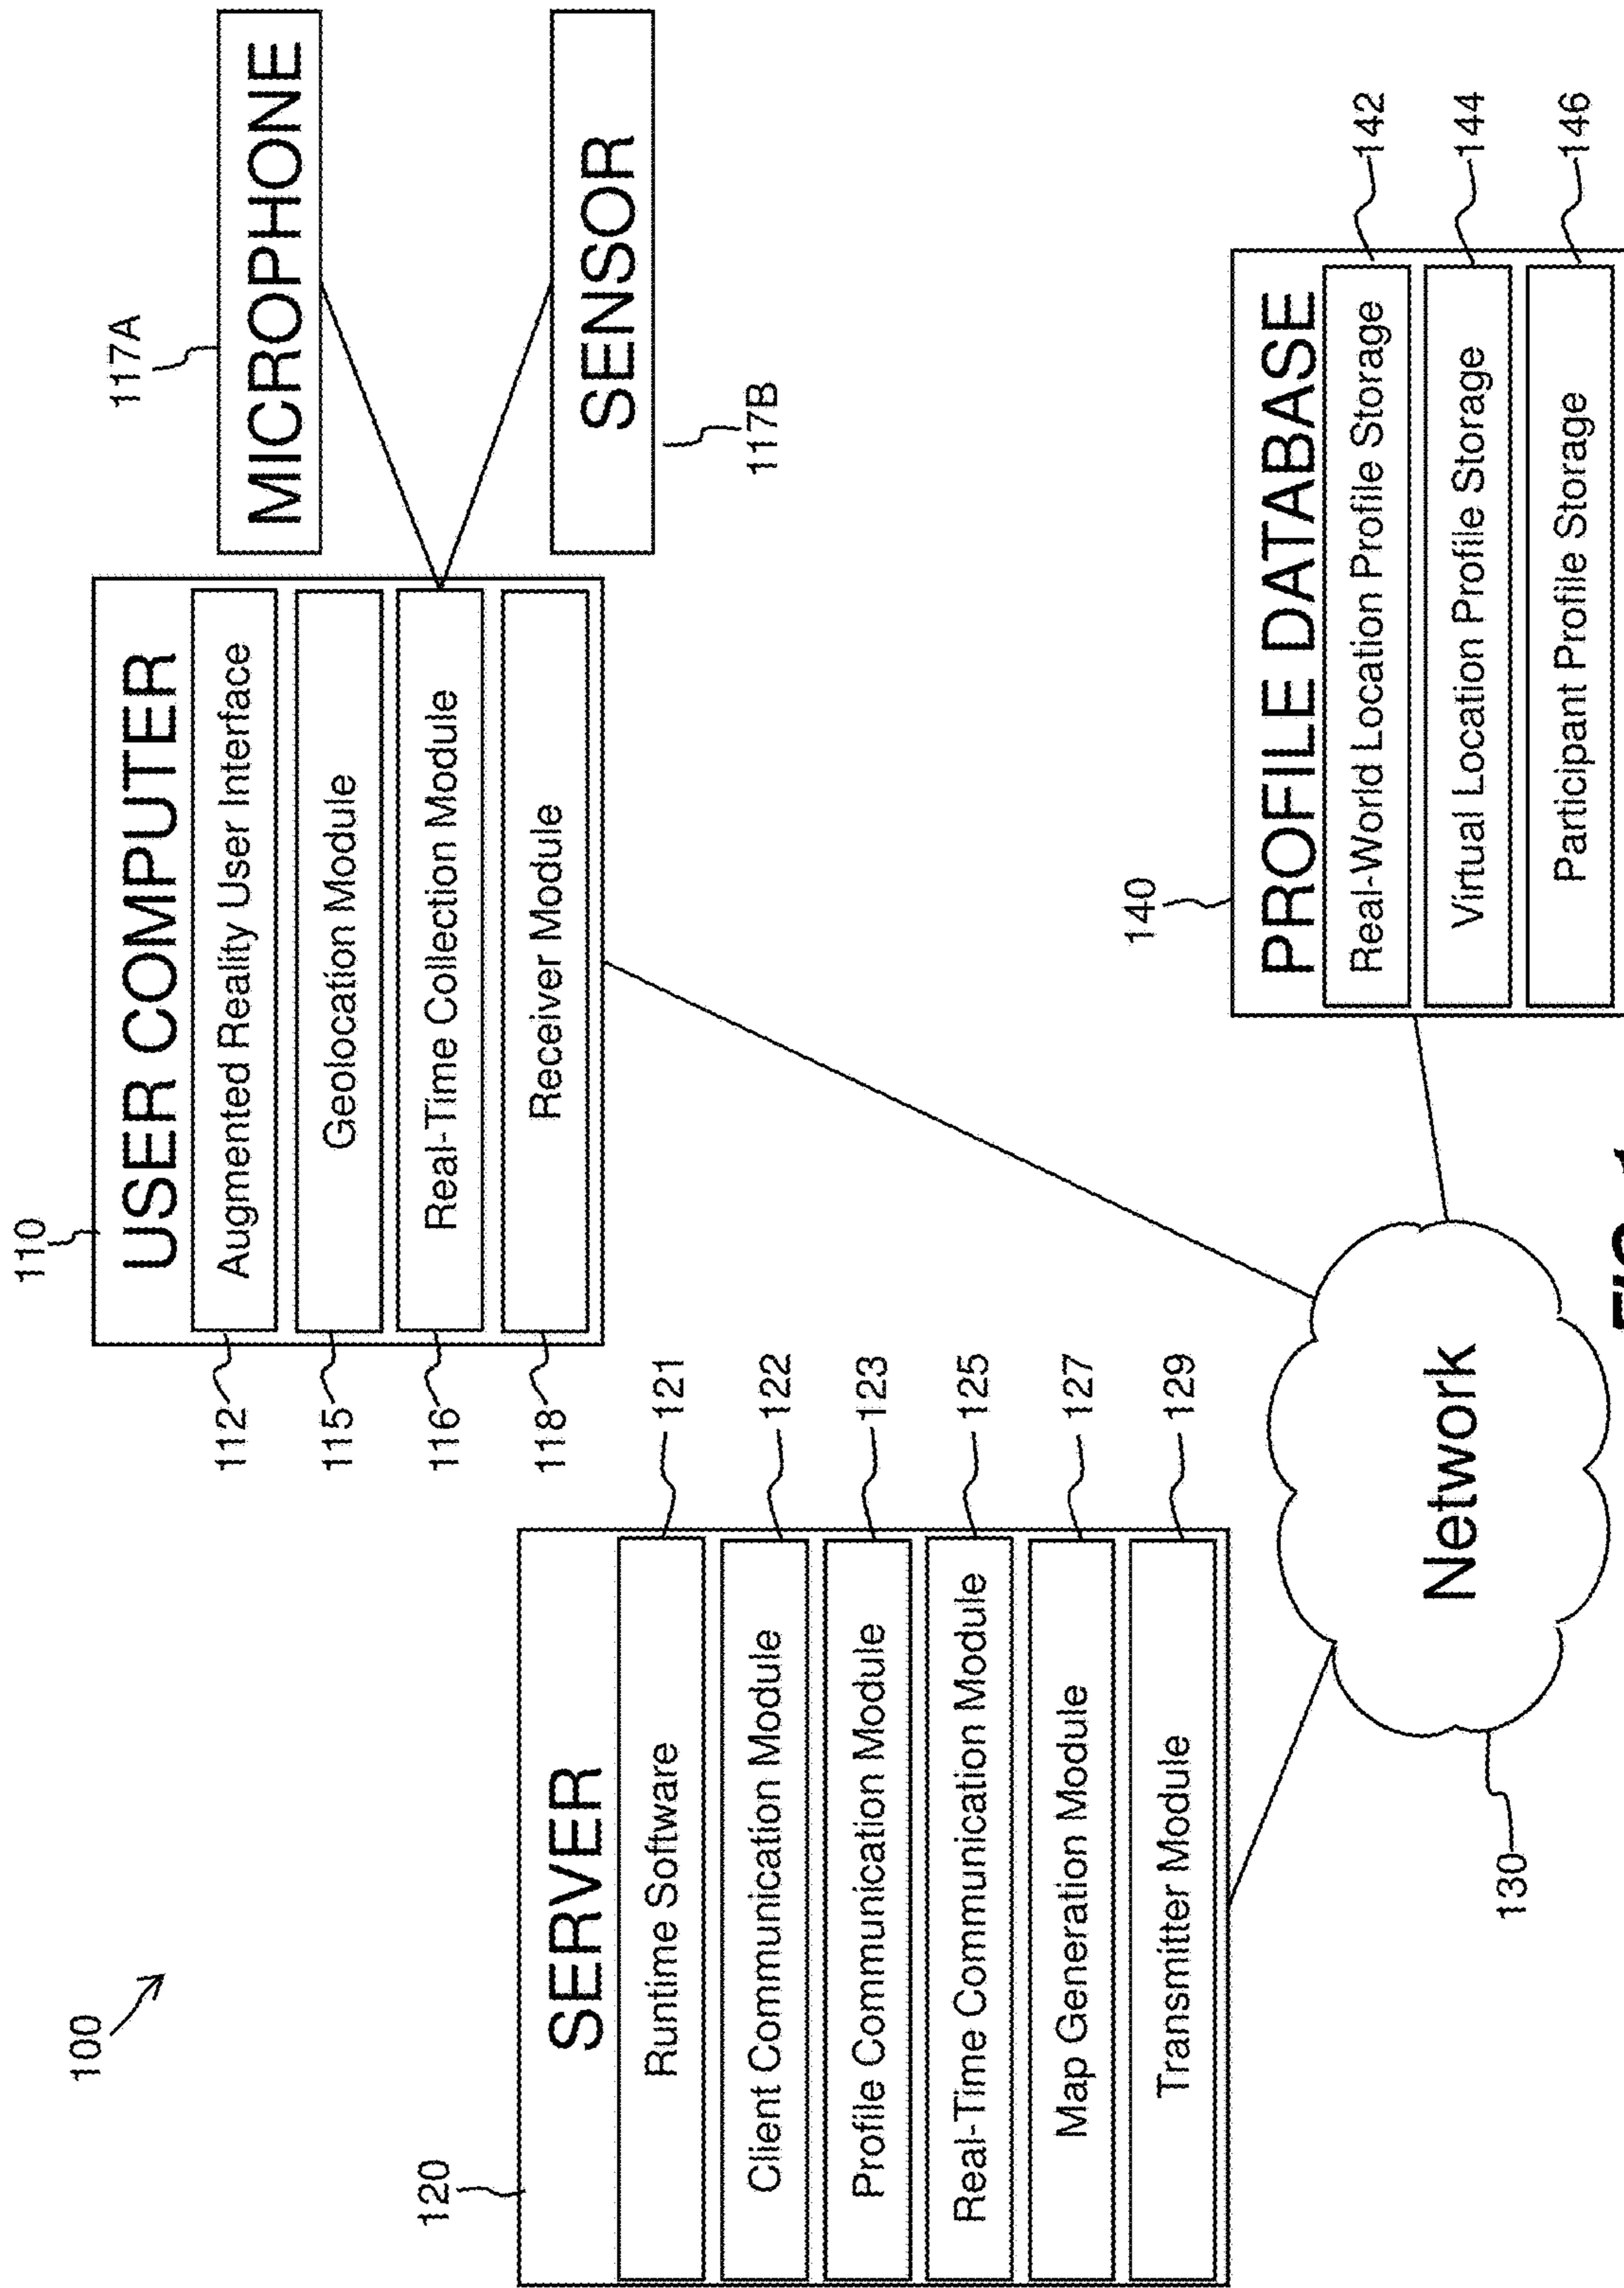 100
110
USER COMPUTER
112
Augmented Reality User Interface
115
Geolocation Module
116
Real-Time Collection Module
118
Receiver Module
117A
MICROPHONE
SENSOR
117B
120
SERVER
Runtime Software
121
Client Communication Module
122
Profile Communication Module
123
Real-Time Communication Module
125
Map Generation Module
127
Transmitter Module
129
140
PROFILE DATABASE
Real-World Location Profile Storage
142
Virtual Location Profile Storage
144
Participant Profile Storage
146
Network
130